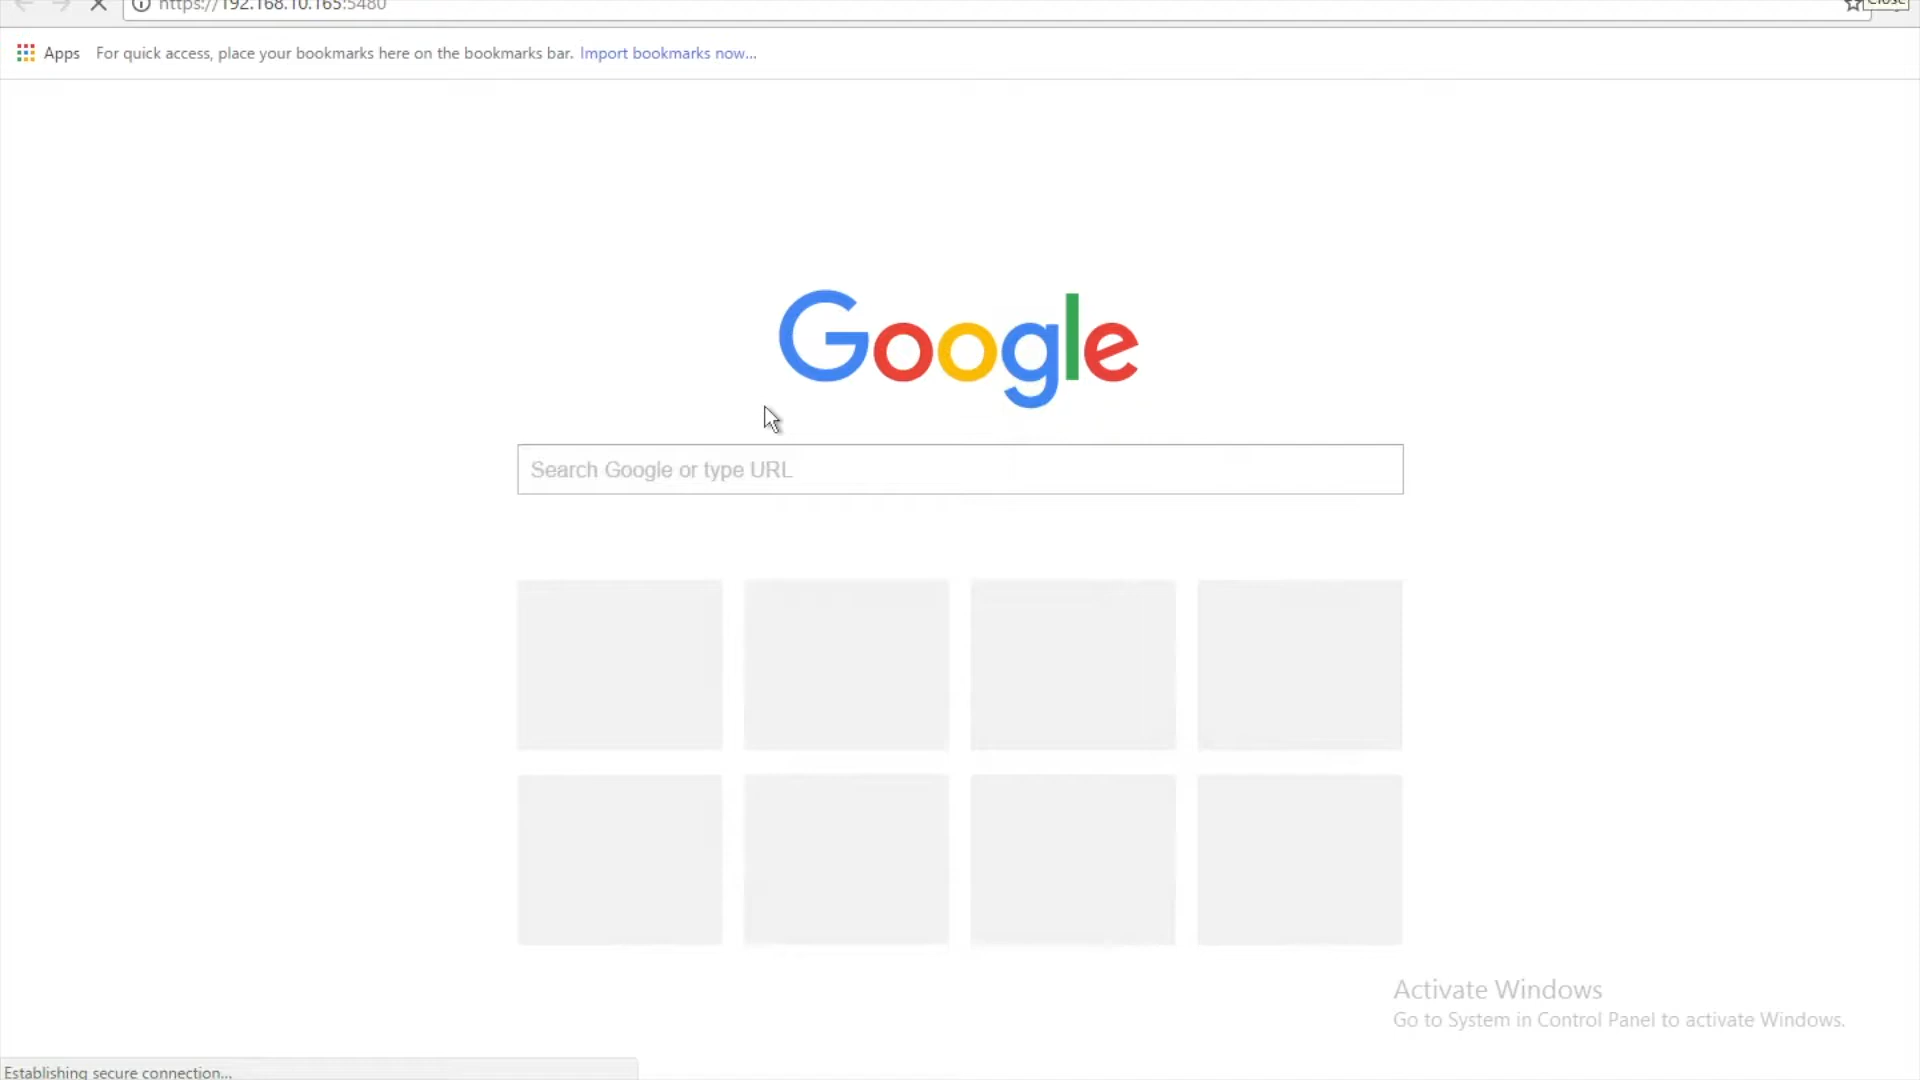 https://192.168.10.165:5480
Close
Apps For quick access, place your bookmarks here on the bookmarks bar. Import bookmarks now...
Google
Search Google or type URL
Activate Windows
Go to System in Control Panel to activate Windows.
Establishing secure connection...